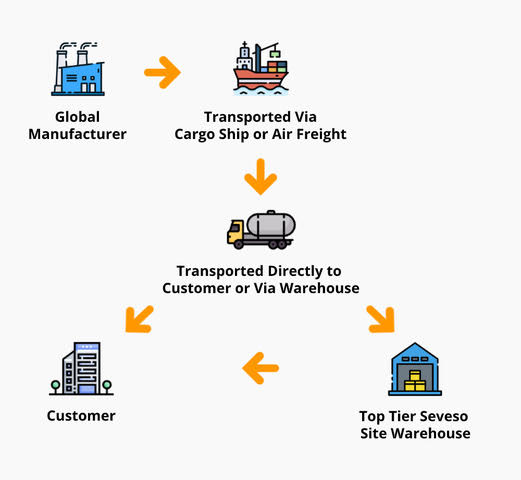 Global
Manufacturer
Transported Via
Cargo Ship or Air Freight
Transported Directly to
Customer or Via Warehouse
Customer
Top Tier Seveso
Site Warehouse